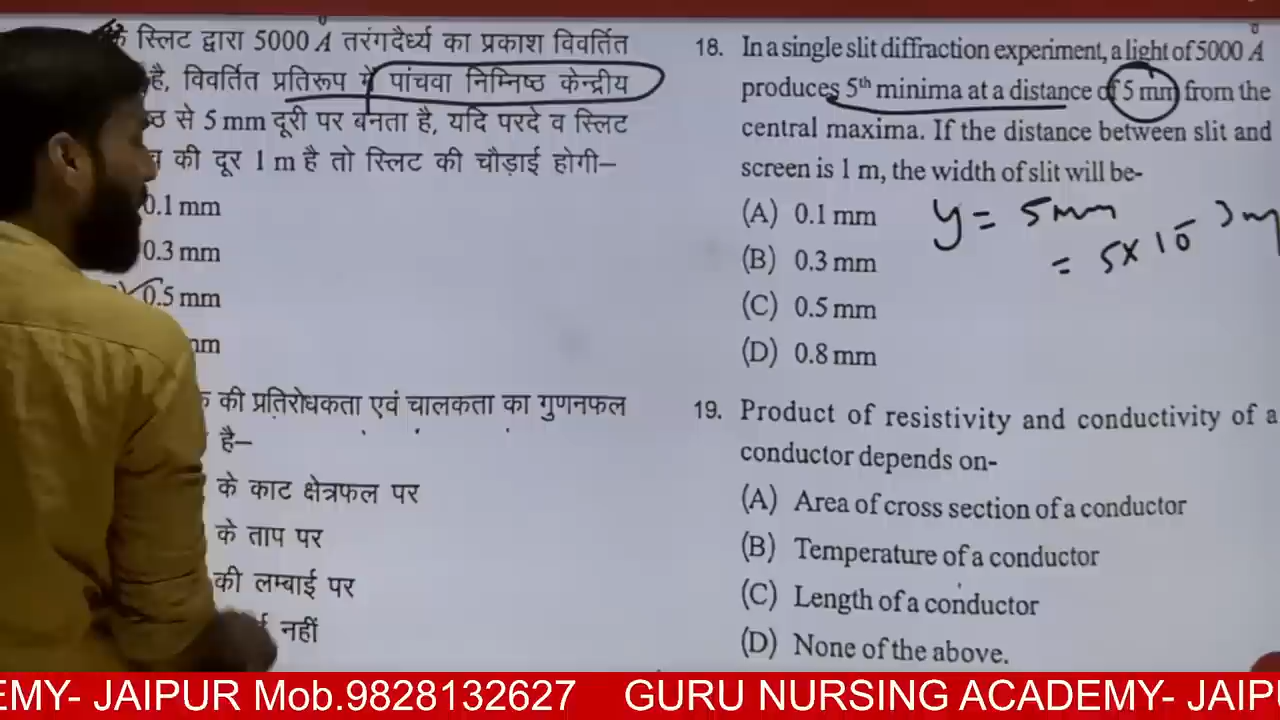 स्लिट द्वारा 5000 Å तरंगदैर्ध्य का प्रकाश विवर्तित
है, विवर्तित प्रतिरूप में पांचवा निम्निष्ठ केन्द्रीय
से 5 mm दूरी पर बनता है, यदि परदे व स्लिट
की दूर 1 m है तो स्लिट की चौड़ाई होगी–
0.1 mm
0.3 mm
0.5 mm
mm
की प्रतिरोधकता एवं चालकता का गुणनफल
है–
के काट क्षेत्रफल पर
के ताप पर
की लम्बाई पर
नहीं
18. In a single slit diffraction experiment, a light of 5000 Å
produces 5th minima at a distance of 5 mm from the
central maxima. If the distance between slit and
screen is 1 m, the width of slit will be-
(A) 0.1 mm
(B) 0.3 mm
(C) 0.5 mm
(D) 0.8 mm
y = 5mm
= 5 × 10⁻³m
19. Product of resistivity and conductivity of a
conductor depends on-
(A) Area of cross section of a conductor
(B) Temperature of a conductor
(C) Length of a conductor
(D) None of the above.
EMY- JAIPUR Mob.9828132627 GURU NURSING ACADEMY- JAIP